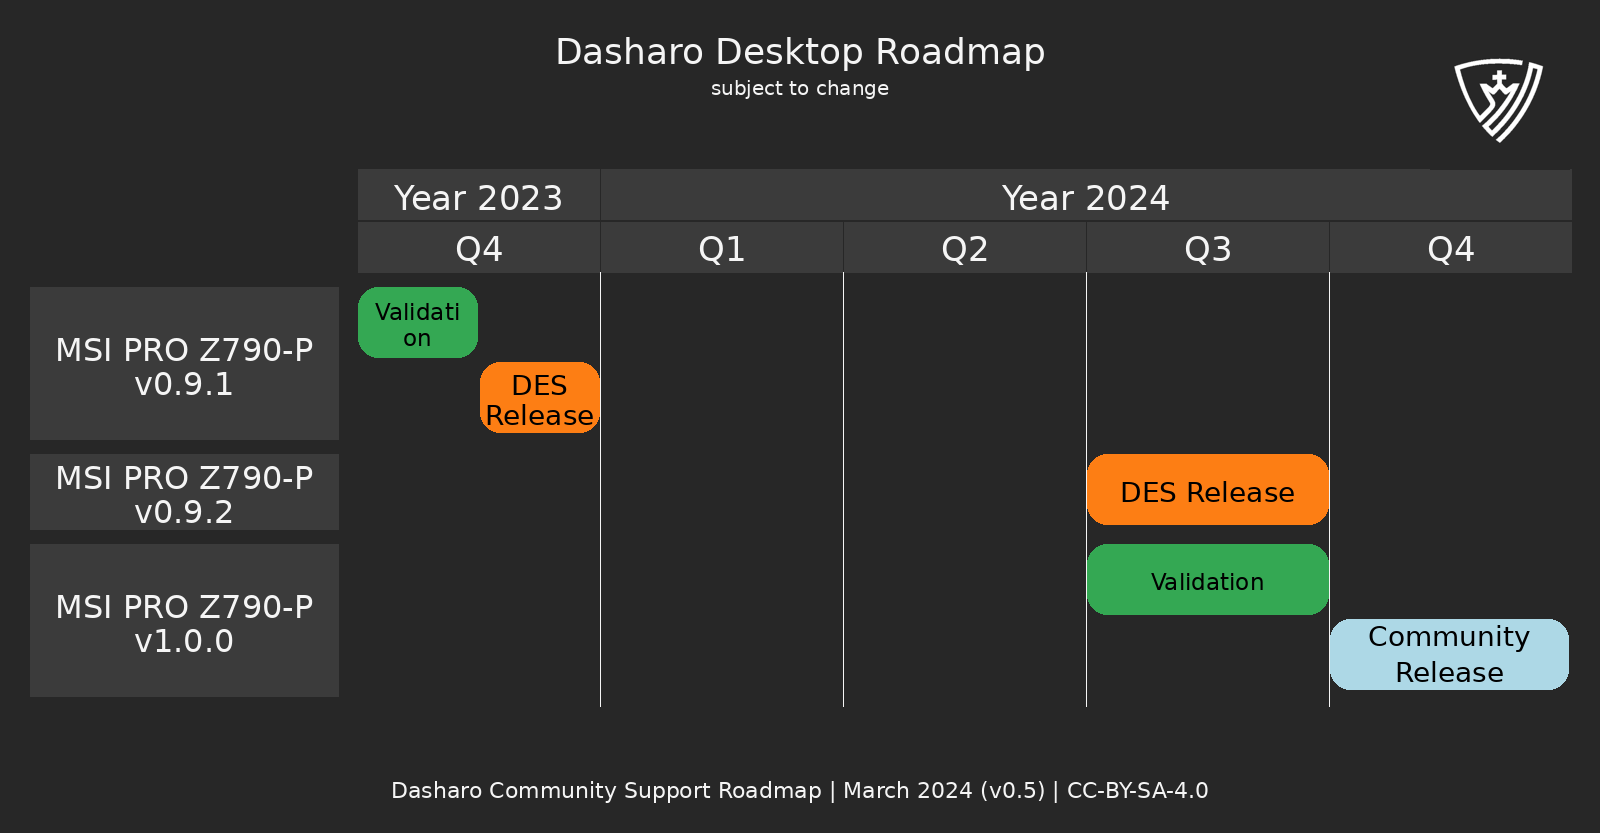 Dasharo Desktop Roadmap
subject to change
Year 2023
Year 2024
Q4
Q1
Q2
Q3
Q4
MSI PRO Z790-P
v0.9.1
Validati
on
DES
Release
MSI PRO Z790-P
v0.9.2
DES Release
MSI PRO Z790-P
v1.0.0
Validation
Community
Release
Dasharo Community Support Roadmap | March 2024 (v0.5) | CC-BY-SA-4.0